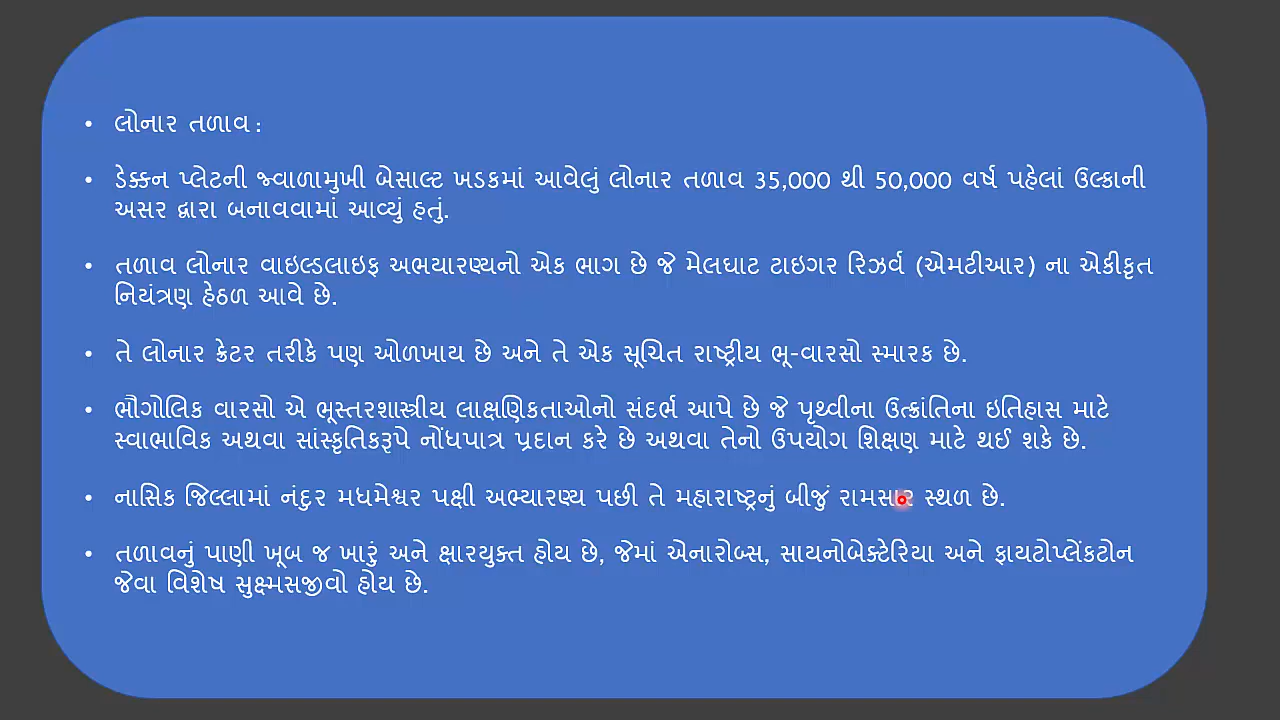 • લોનાર તળાવ :
• ડેક્કન પ્લેટની જ્વાળામુખી બેસાલ્ટ ખડકમાં આવેલું લોનાર તળાવ 35,000 થી 50,000 વર્ષ પહેલાં ઉલ્કાની
અસર દ્વારા બનાવવામાં આવ્યું હતું.
• તળાવ લોનાર વાઇલ્ડલાઇફ અભયારણ્યનો એક ભાગ છે જે મેલઘાટ ટાઇગર રિઝર્વ (એમટીઆર) ના એકીકૃત
નિયંત્રણ હેઠળ આવે છે.
• તે લોનાર ક્રેટર તરીકે પણ ઓળખાય છે અને તે એક સૂચિત રાષ્ટ્રીય ભૂ-વારસો સ્મારક છે.
• ભૌગોલિક વારસો એ ભૂસ્તરશાસ્ત્રીય લાક્ષણિકતાઓનો સંદર્ભ આપે છે જે પૃથ્વીના ઉત્ક્રાંતિના ઇતિહાસ માટે
સ્વાભાવિક અથવા સાંસ્કૃતિકરૂપે નોંધપાત્ર પ્રદાન કરે છે અથવા તેનો ઉપયોગ શિક્ષણ માટે થઈ શકે છે.
• નાસિક જિલ્લામાં નંદુર મધમેશ્વર પક્ષી અભ્યારણ્ય પછી તે મહારાષ્ટ્રનું બીજું રામસાર સ્થળ છે.
• તળાવનું પાણી ખૂબ જ ખારું અને ક્ષારયુક્ત હોય છે, જેમાં એનારોબ્સ, સાયનોબેક્ટેરિયા અને ફાયટોપ્લેંકટોન
જેવા વિશેષ સુક્ષ્મસજીવો હોય છે.